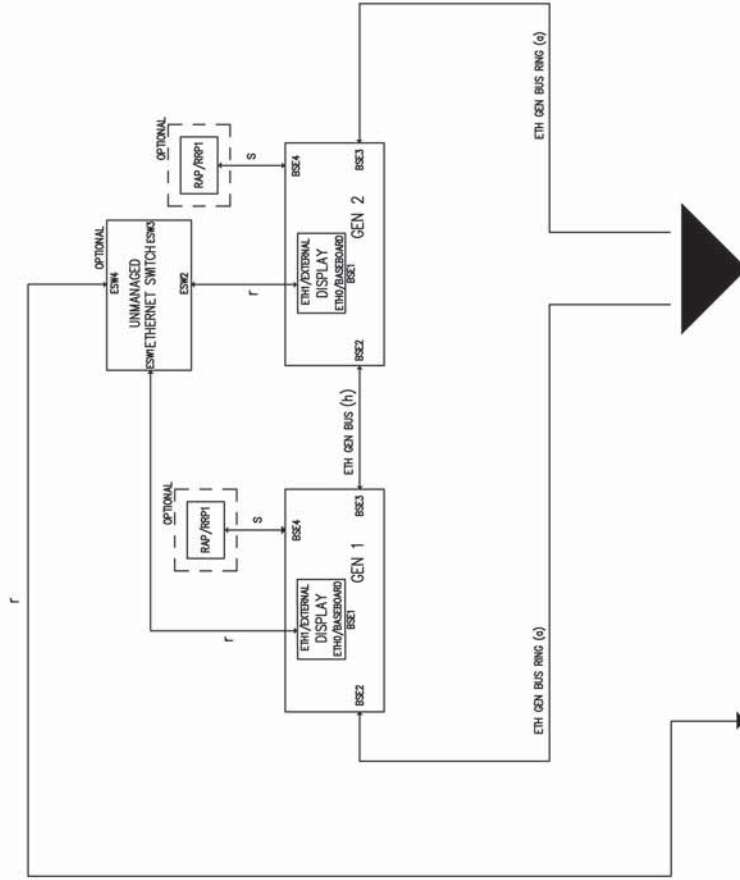 r
OPTIONAL
ESW4
UNMANAGED
ESW1 ETHERNET SWITCH ESW3
ESW2
OPTIONAL
RAP/RRP1
s
OPTIONAL
RAP/RRP1
s
r
r
BSE4
ETH1/EXTERNAL
DISPLAY
ETH0/BASEBOARD
BSE1
GEN 1
BSE2
BSE3
ETH GEN BUS (h)
BSE4
ETH1/EXTERNAL
DISPLAY
ETH0/BASEBOARD
BSE1
GEN 2
BSE2
BSE3
ETH GEN BUS RING (a)
ETH GEN BUS RING (a)